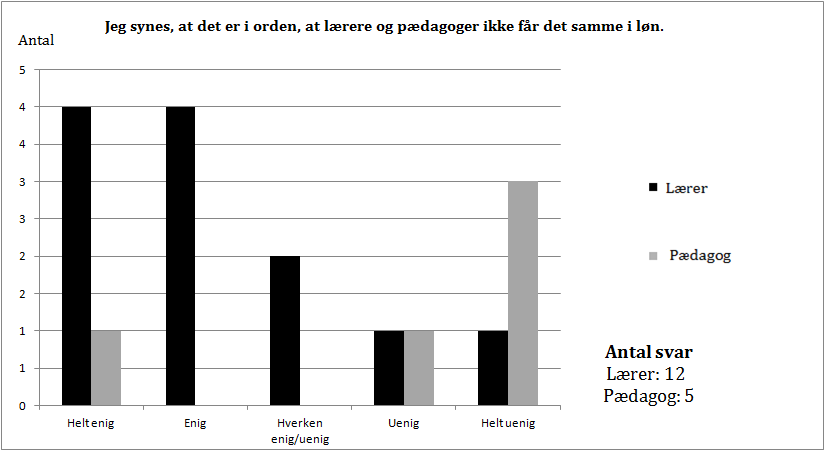 Jeg synes, at det er i orden, at lærere og pædagoger ikke får det samme i løn.
Antal
5
4
4
3
3
2
2
1
1
0
Helt enig
Enig
Hverken
enig/uenig
Uenig
Helt uenig
Lærer
Pædagog
Antal svar
Lærer: 12
Pædagog: 5